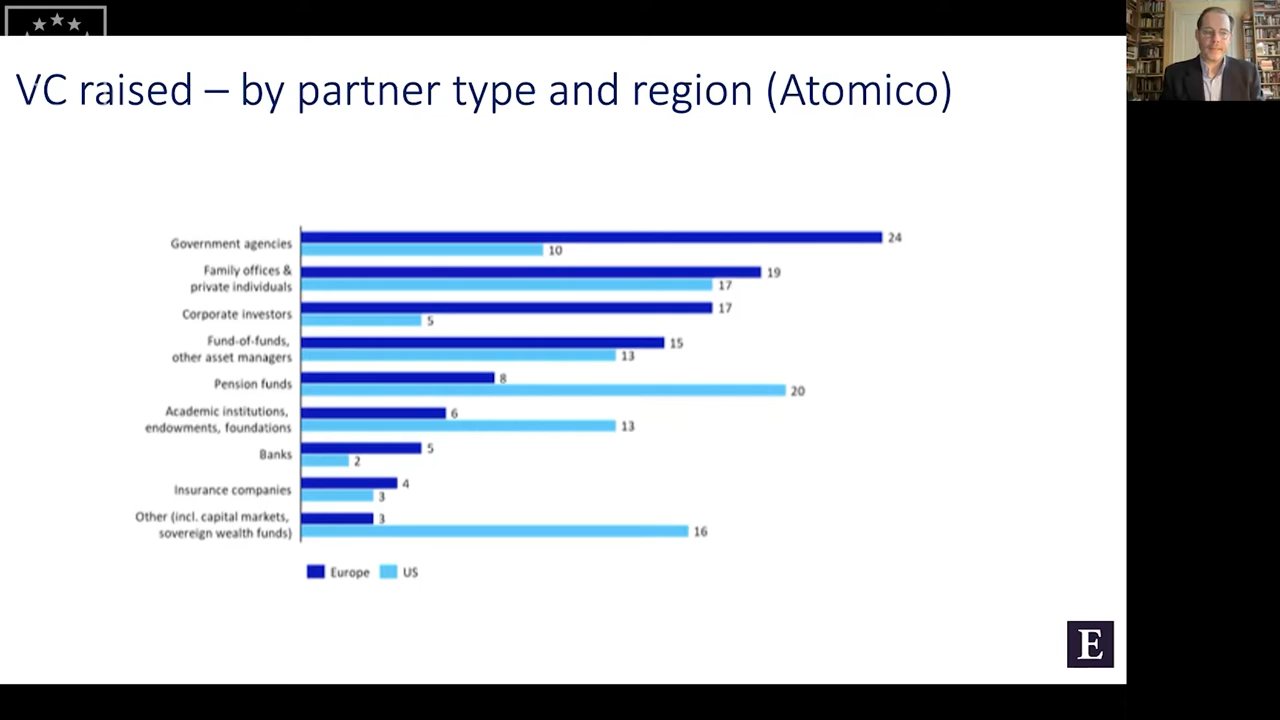 VC raised – by partner type and region (Atomico)
Government agencies
24
10
Family offices &
private individuals
19
17
Corporate investors
17
5
Fund-of-funds,
other asset managers
15
13
Pension funds
8
20
Academic institutions,
endowments, foundations
6
13
Banks
5
2
Insurance companies
4
3
Other (incl. capital markets,
sovereign wealth funds)
3
16
Europe
US
E